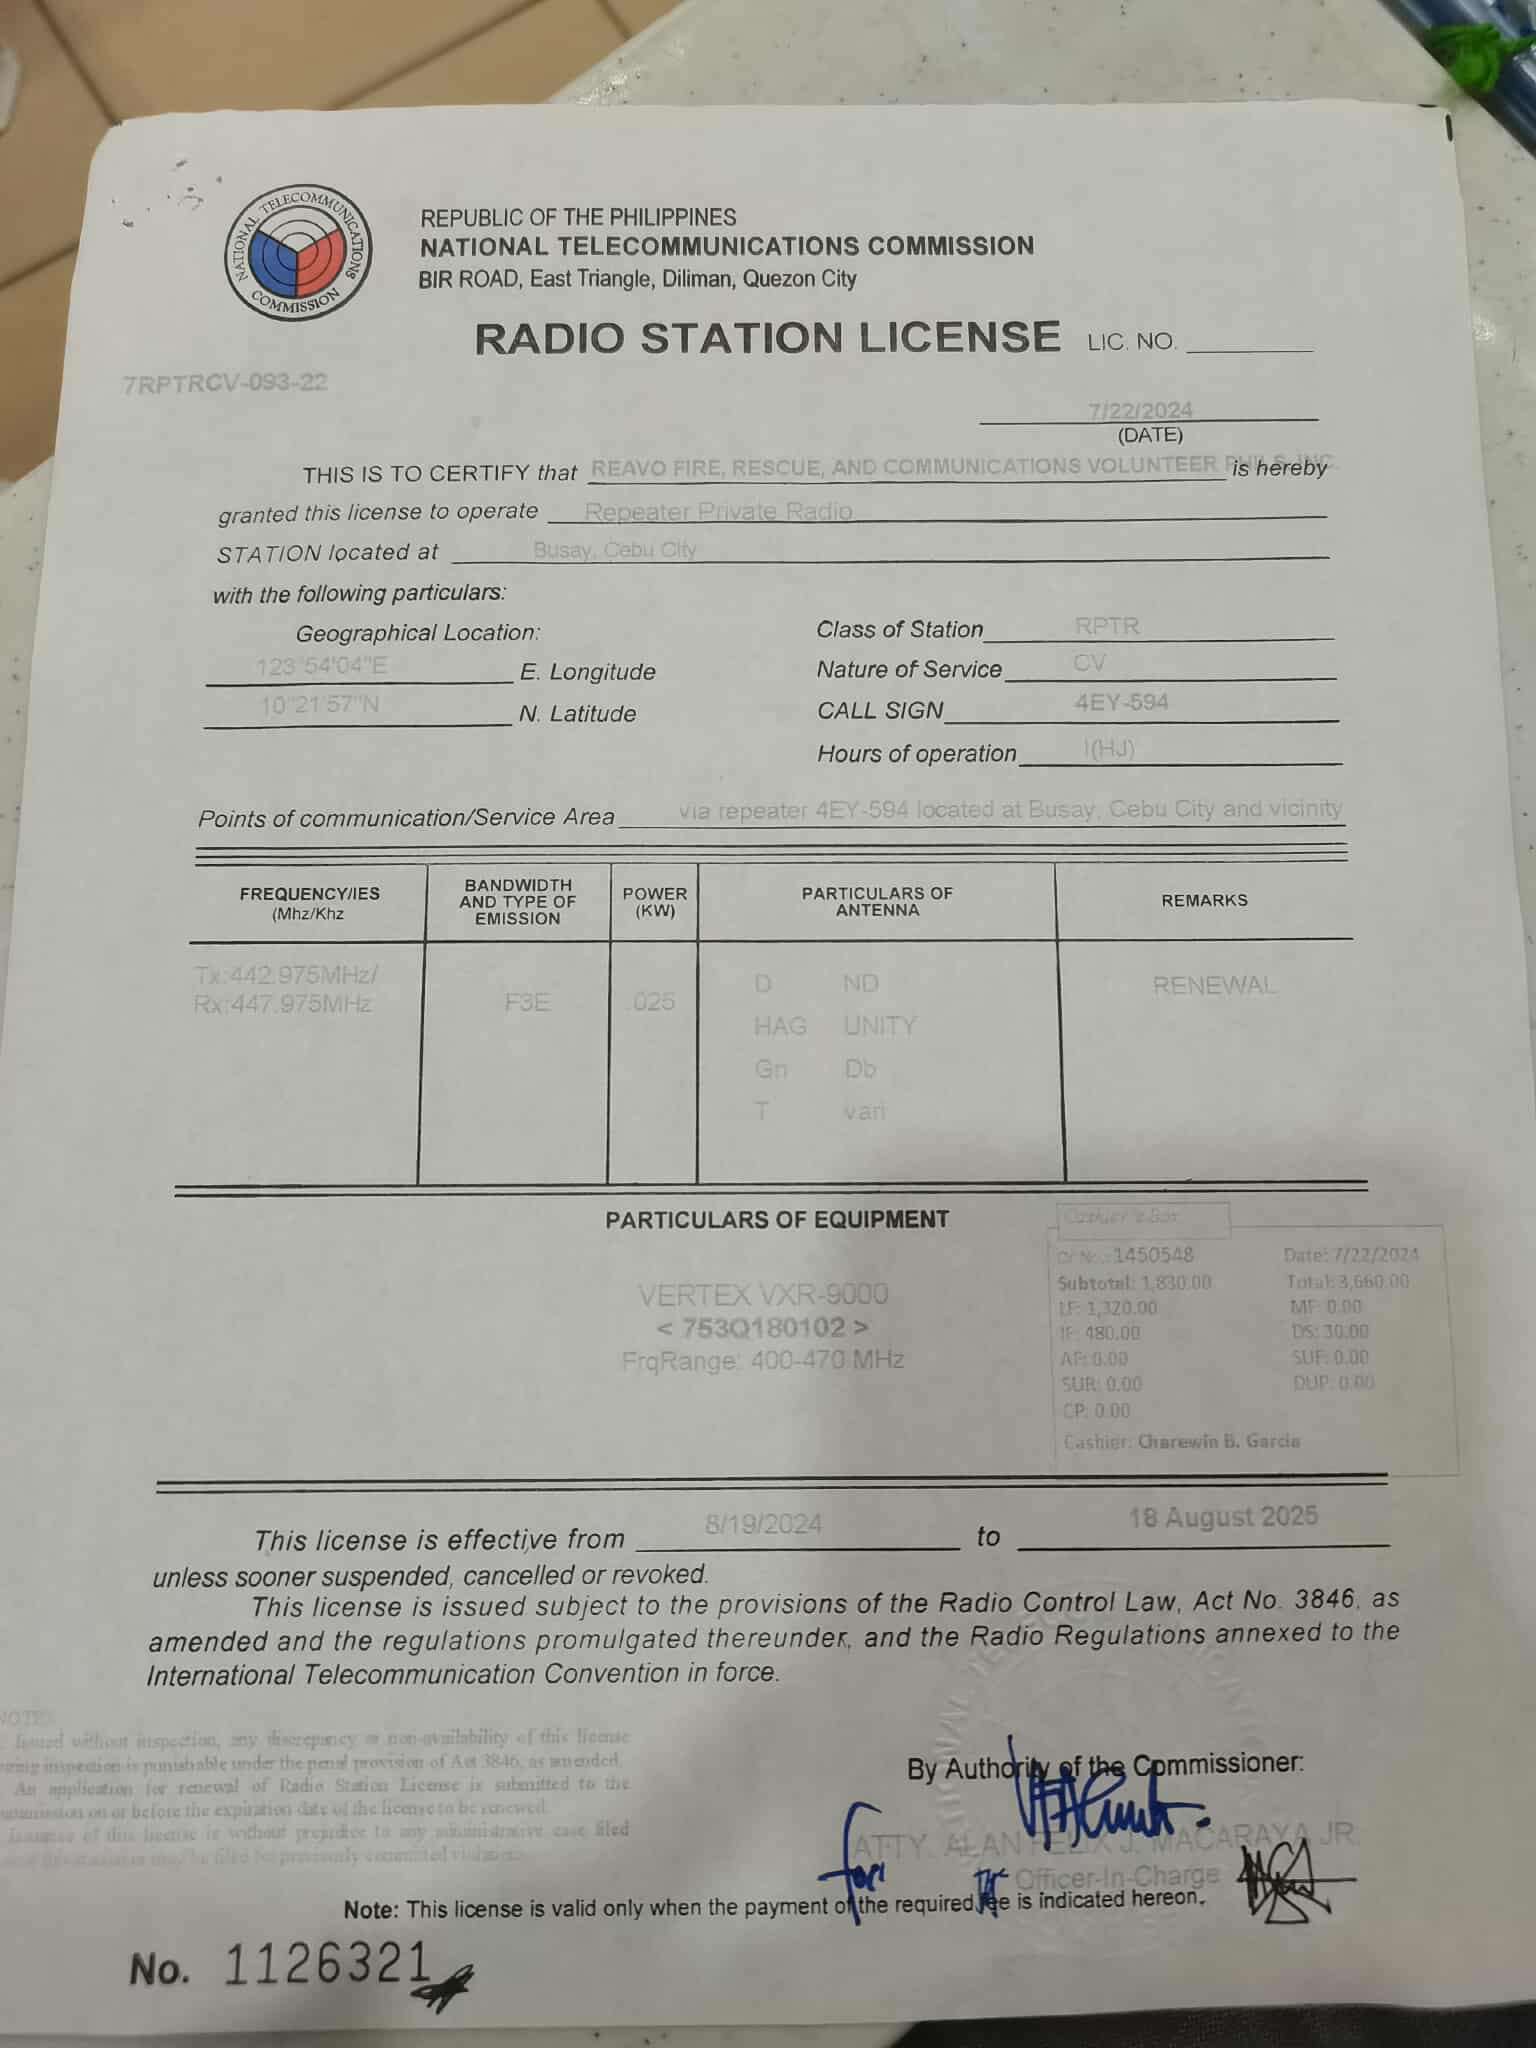 NATIONAL TELECOMMUNICATIONS COMMISSION
REPUBLIC OF THE PHILIPPINES
NATIONAL TELECOMMUNICATIONS COMMISSION
BIR ROAD, East Triangle, Diliman, Quezon City
RADIO STATION LICENSE LIC. NO.
7RPTRCV-093-22
7/22/2024
(DATE)
THIS IS TO CERTIFY that REAVO FIRE, RESCUE, AND COMMUNICATIONS VOLUNTEER PHILS. INC. is hereby
granted this license to operate Repeater Private Radio
STATION located at Busay, Cebu City
with the following particulars:
Geographical Location:
123°54'04"E E. Longitude
10°21'57"N N. Latitude
Class of Station RPTR
Nature of Service CV
CALL SIGN 4EY-594
Hours of operation I(HJ)
Points of communication/Service Area via repeater 4EY-594 located at Busay, Cebu City and vicinity
FREQUENCY/IES
(Mhz/Khz
BANDWIDTH
AND TYPE OF
EMISSION
POWER
(KW)
PARTICULARS OF
ANTENNA
REMARKS
Tx:442.975MHz/
Rx:447.975MHz
F3E
.025
D ND
HAG UNITY
Gn Db
T vari
RENEWAL
PARTICULARS OF EQUIPMENT
VERTEX VXR-9000
< 753Q180102 >
FrqRange: 400-470 MHz
Cashier's Box
Or No.: 1450548 Date: 7/22/2024
Subtotal: 1,830.00 Total: 3,660.00
LF: 1,320.00 MF: 0.00
IF: 480.00 DS: 30.00
AF: 0.00 SUF: 0.00
SUR: 0.00 DUP: 0.00
CP: 0.00
Cashier: Charewin B. Garcia
This license is effective from 8/19/2024 to 18 August 2025
unless sooner suspended, cancelled or revoked.
This license is issued subject to the provisions of the Radio Control Law, Act No. 3846, as
amended and the regulations promulgated thereunder, and the Radio Regulations annexed to the
International Telecommunication Convention in force.
NOTE:
Issued without inspection, any discrepancy or non-availability of this license
during inspection is punishable under the penal provision of Act 3846, as amended.
An application for renewal of Radio Station License is submitted to the
commission on or before the expiration date of the license to be renewed.
Issuance of this license is without prejudice to any administrative case filed
may be filed for previously committed violations.
By Authority of the Commissioner:
for
ATTY. ALAN FELIX J. MACARAYA JR.
Officer-In-Charge
Note: This license is valid only when the payment of the required fee is indicated hereon.
No. 1126321